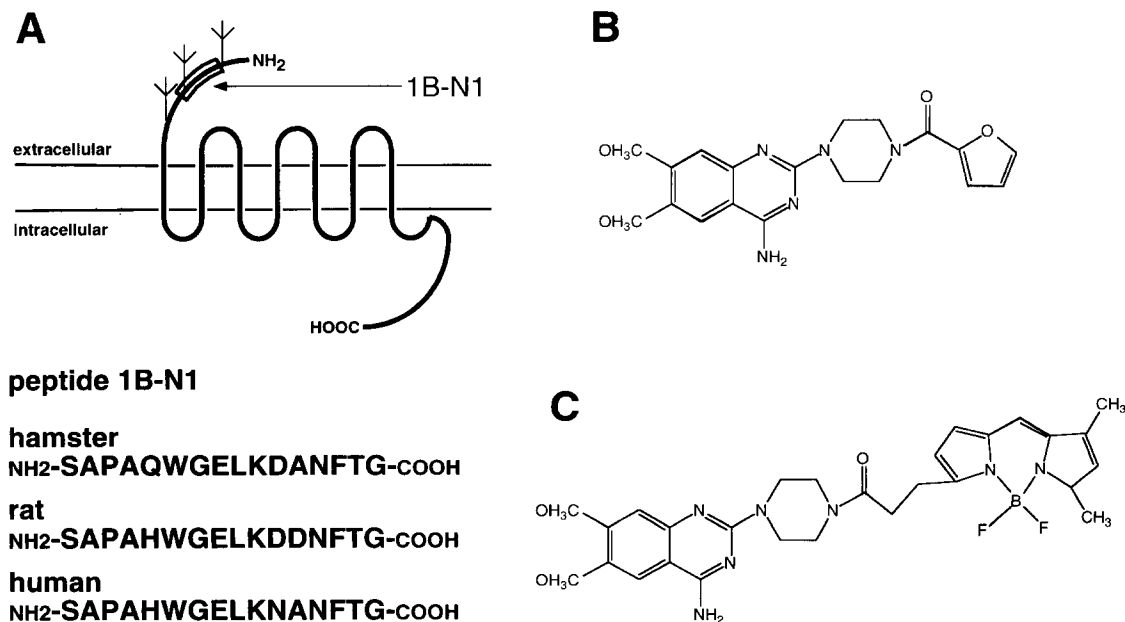 A
NH2
1B-N1
extracellular
intracellular
HOOC
peptide 1B-N1
hamster
NH2-SAPAQWGELKDANFTG-COOH
rat
NH2-SAPAHWGELKDDNFTG-COOH
human
NH2-SAPAHWGELKNANFTG-COOH
B
O
OH3C
N
N
N
O
OH3C
N
NH2
C
CH3
O
N
N
OH3C
N
N
N
B
F
F
CH3
OH3C
N
NH2